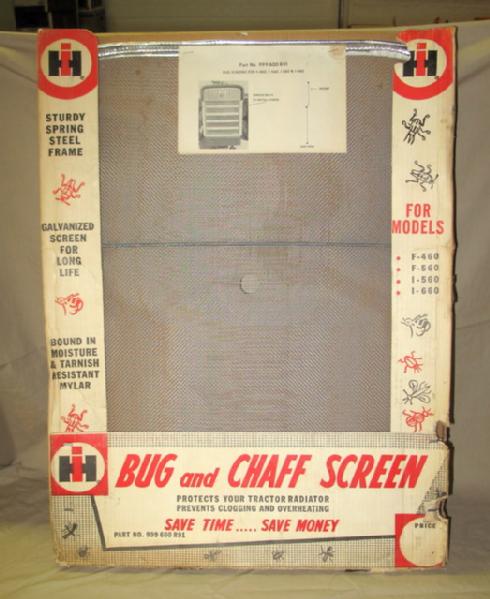 IH
IH
Part No. 999600R91
STURDY
SPRING
STEEL
FRAME
GALVANIZED
SCREEN
FOR
LONG
LIFE
BOUND IN
MOISTURE
& TARNISH
RESISTANT
MYLAR
FOR
MODELS
F-460
F-560
I-560
I-660
IH
BUG and CHAFF SCREEN
PROTECTS YOUR TRACTOR RADIATOR
PREVENTS CLOGGING AND OVERHEATING
SAVE TIME ..... SAVE MONEY
PART NO. 999 600 R91
PRICE